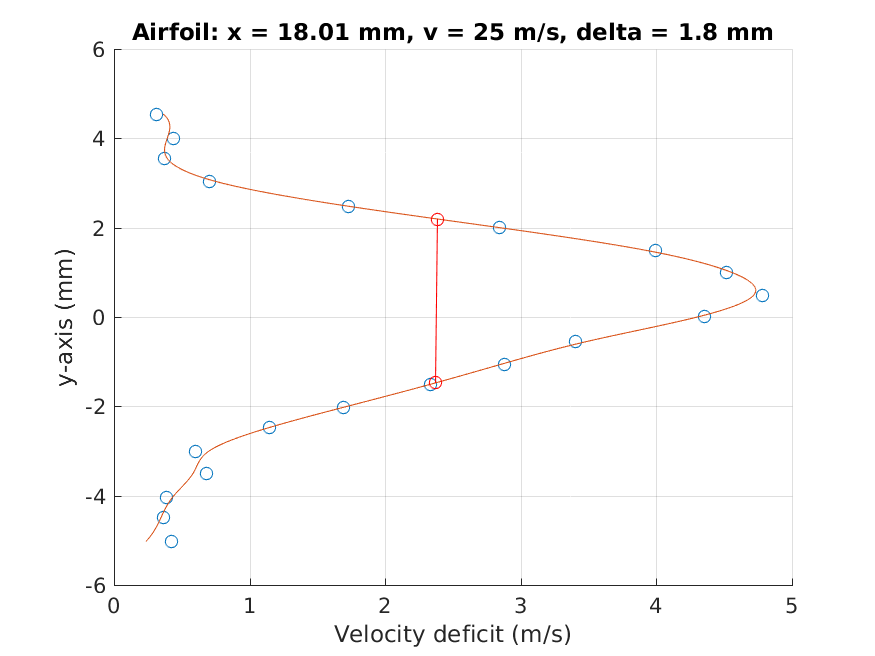 Airfoil: x = 18.01 mm, v = 25 m/s, delta = 1.8 mm
6
4
2
0
-2
-4
-6
y-axis (mm)
0 1 2 3 4 5
Velocity deficit (m/s)